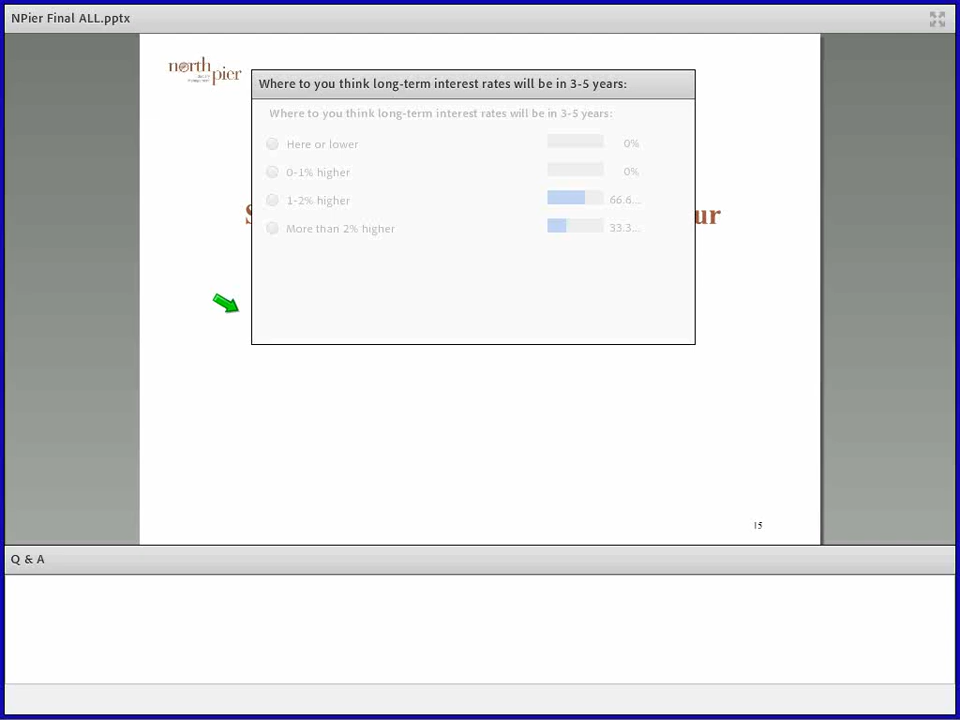 NPier Final ALL.pptx
north
pier
Where to you think long-term interest rates will be in 3-5 years:
Where to you think long-term interest rates will be in 3-5 years:
Here or lower 0%
0-1% higher 0%
1-2% higher 66.6...
More than 2% higher 33.3...
S
ur
15
Q & A